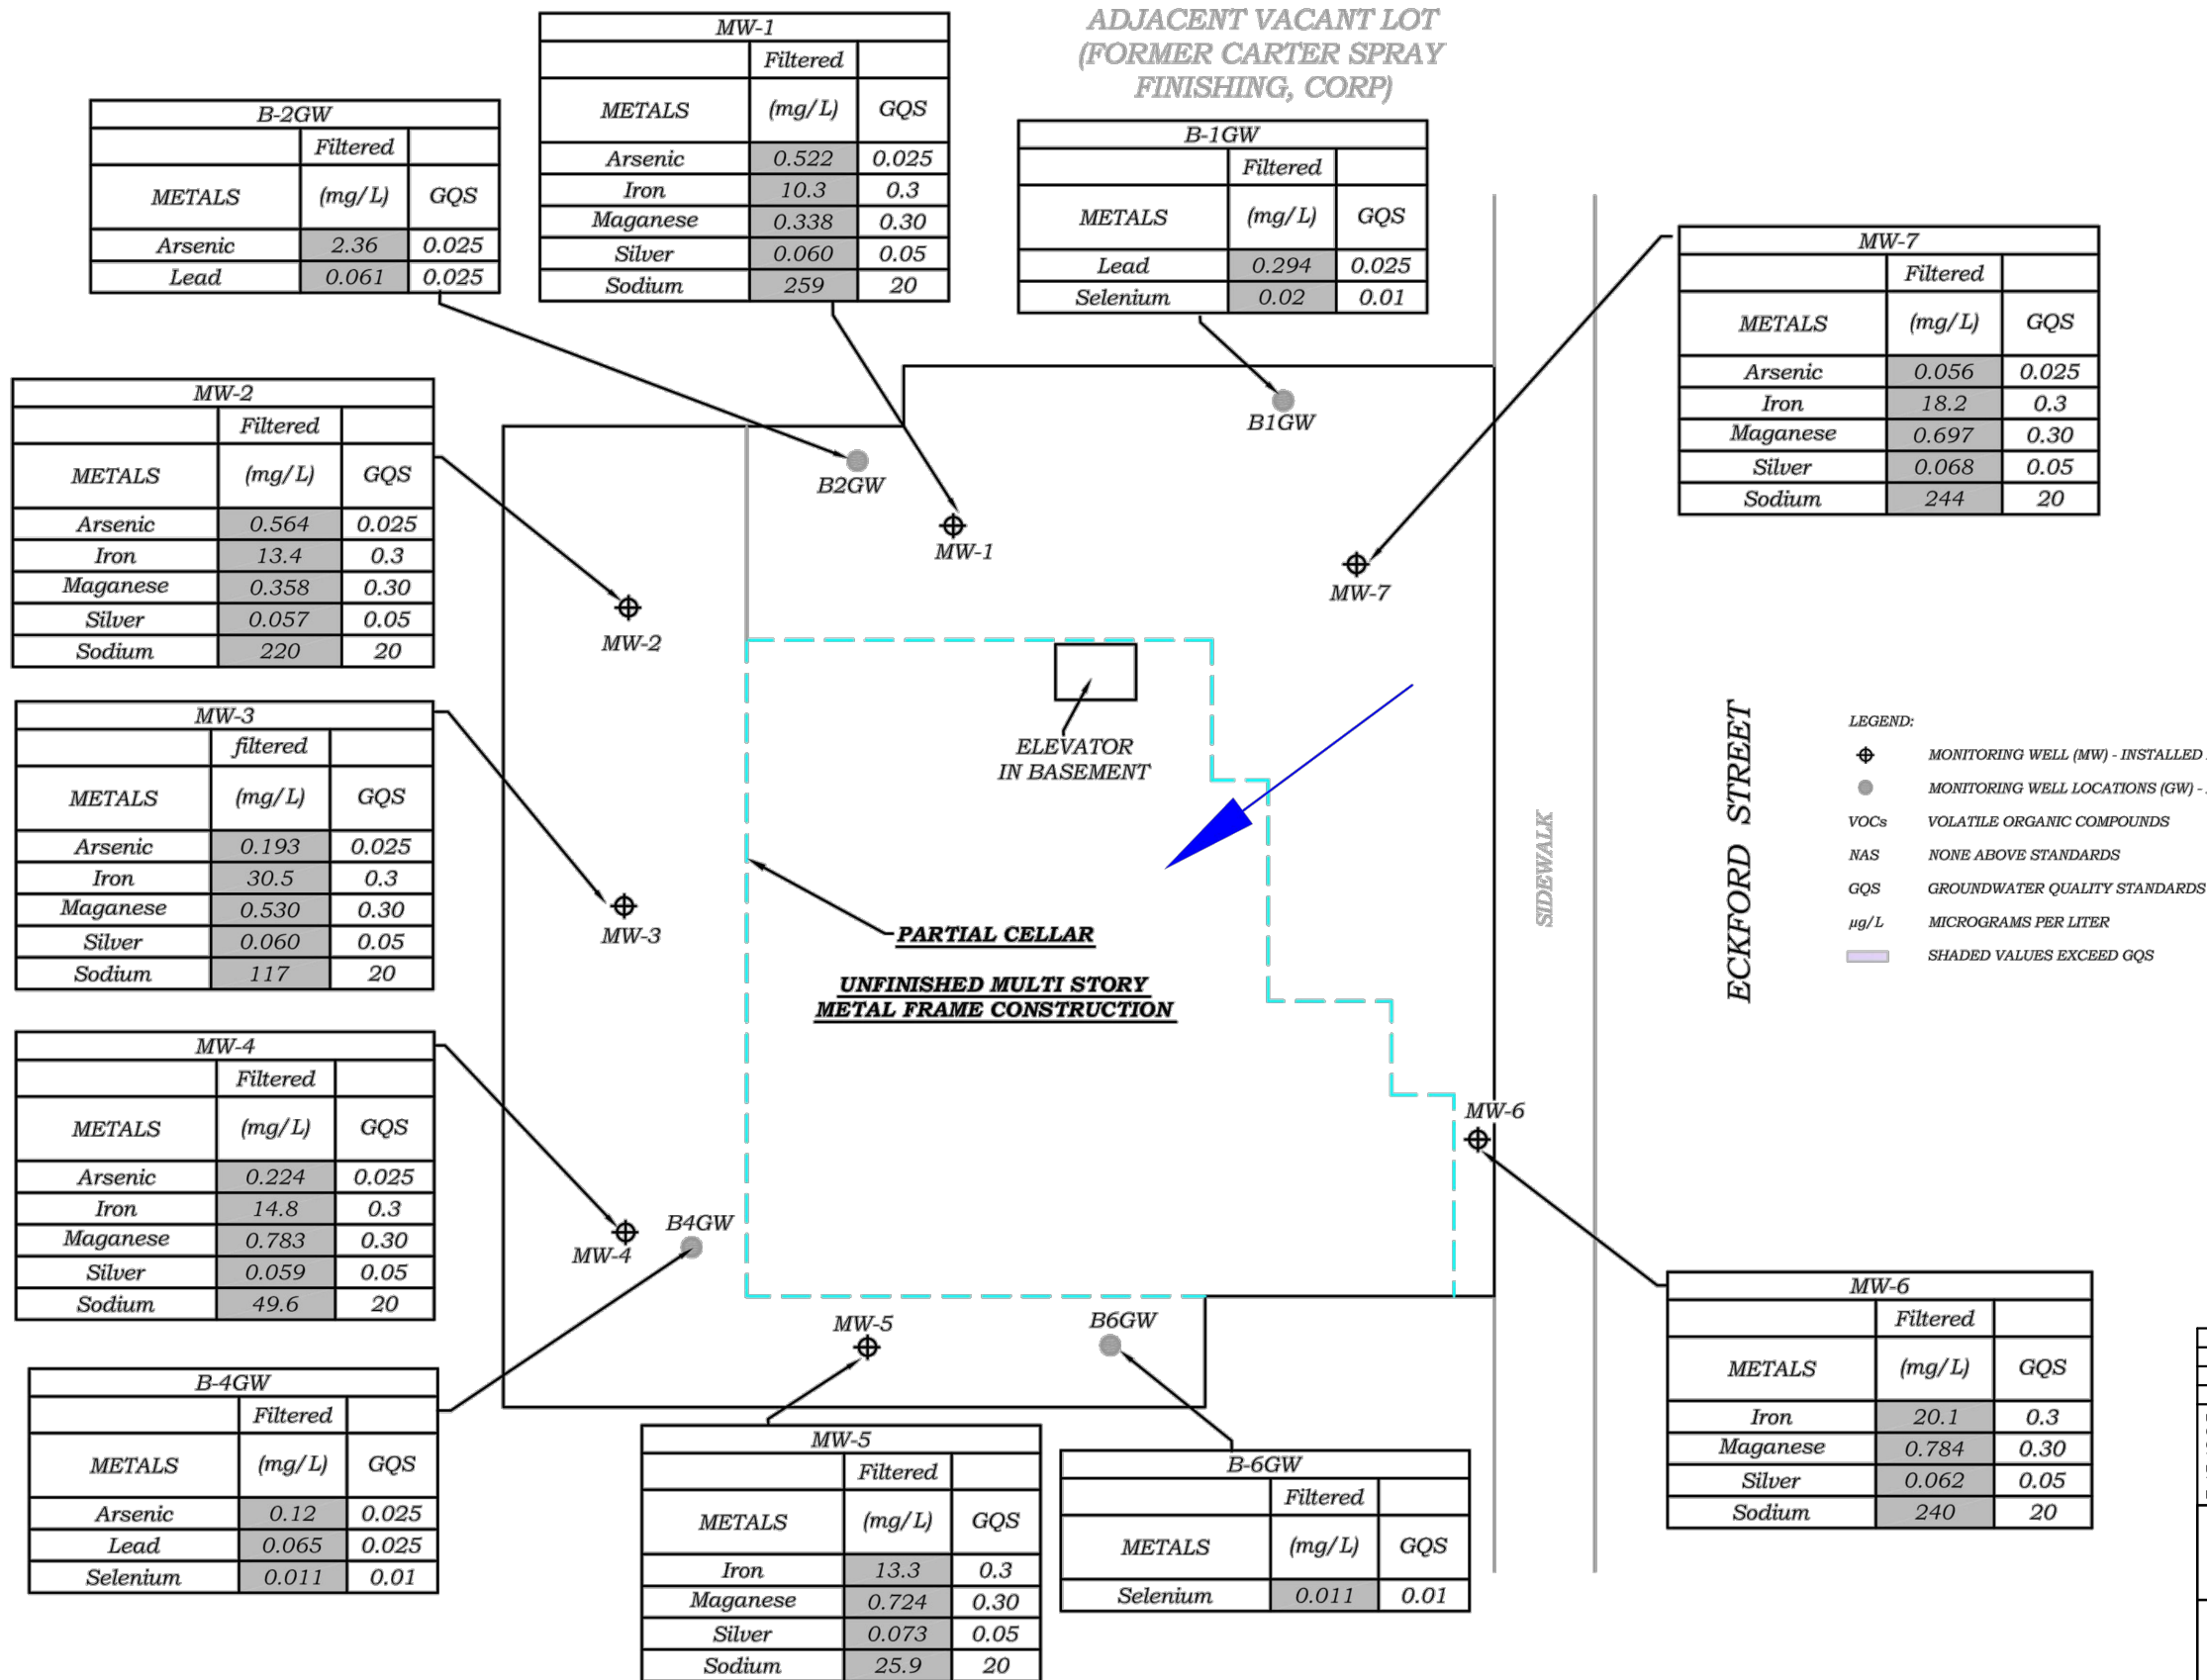 ADJACENT VACANT LOT
(FORMER CARTER SPRAY
FINISHING, CORP)
MW-1
Filtered
METALS (mg/L) GQS
Arsenic 0.522 0.025
Iron 10.3 0.3
Maganese 0.338 0.30
Silver 0.060 0.05
Sodium 259 20
B-2GW
Filtered
METALS (mg/L) GQS
Arsenic 2.36 0.025
Lead 0.061 0.025
B-1GW
Filtered
METALS (mg/L) GQS
Lead 0.294 0.025
Selenium 0.02 0.01
MW-7
Filtered
METALS (mg/L) GQS
Arsenic 0.056 0.025
Iron 18.2 0.3
Maganese 0.697 0.30
Silver 0.068 0.05
Sodium 244 20
MW-2
Filtered
METALS (mg/L) GQS
Arsenic 0.564 0.025
Iron 13.4 0.3
Maganese 0.358 0.30
Silver 0.057 0.05
Sodium 220 20
B1GW
B2GW
MW-1
MW-7
MW-2
MW-3
filtered
METALS (mg/L) GQS
Arsenic 0.193 0.025
Iron 30.5 0.3
Maganese 0.530 0.30
Silver 0.060 0.05
Sodium 117 20
ELEVATOR
IN BASEMENT
MW-3
PARTIAL CELLAR
UNFINISHED MULTI STORY
METAL FRAME CONSTRUCTION
SIDEWALK
ECKFORD STREET
LEGEND:
MONITORING WELL (MW) - INSTALLED
MONITORING WELL LOCATIONS (GW) -
VOCs VOLATILE ORGANIC COMPOUNDS
NAS NONE ABOVE STANDARDS
GQS GROUNDWATER QUALITY STANDARDS
µg/L MICROGRAMS PER LITER
SHADED VALUES EXCEED GQS
MW-4
Filtered
METALS (mg/L) GQS
Arsenic 0.224 0.025
Iron 14.8 0.3
Maganese 0.783 0.30
Silver 0.059 0.05
Sodium 49.6 20
MW-6
B4GW
MW-4
MW-5
B6GW
MW-6
Filtered
METALS (mg/L) GQS
Iron 20.1 0.3
Maganese 0.784 0.30
Silver 0.062 0.05
Sodium 240 20
B-4GW
Filtered
METALS (mg/L) GQS
Arsenic 0.12 0.025
Lead 0.065 0.025
Selenium 0.011 0.01
MW-5
Filtered
METALS (mg/L) GQS
Iron 13.3 0.3
Maganese 0.724 0.30
Silver 0.073 0.05
Sodium 25.9 20
B-6GW
Filtered
METALS (mg/L) GQS
Selenium 0.011 0.01